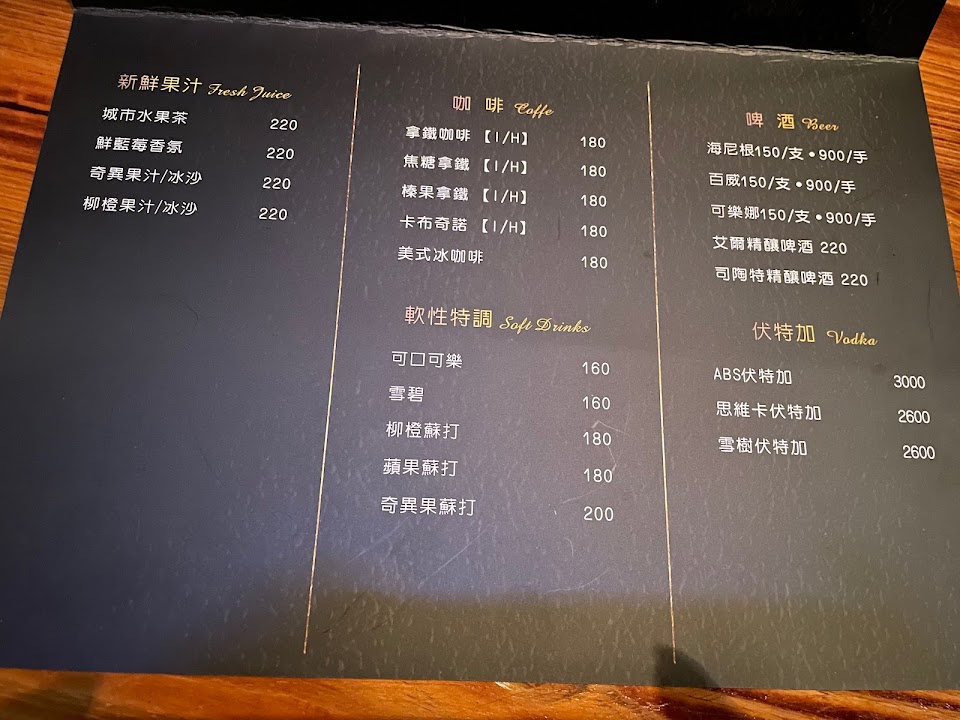 新鮮果汁 Fresh Juice
城市水果茶 220
鮮藍莓香氛 220
奇異果汁/冰沙 220
柳橙果汁/冰沙 220
咖 啡 Coffe
拿鐵咖啡【I/H】 180
焦糖拿鐵【I/H】 180
榛果拿鐵【I/H】 180
卡布奇諾【I/H】 180
美式冰咖啡 180
軟性特調 Soft Drinks
可口可樂 160
雪碧 160
柳橙蘇打 180
蘋果蘇打 180
奇異果蘇打 200
啤 酒 Beer
海尼根150/支•900/手
百威150/支•900/手
可樂娜150/支•900/手
艾爾精釀啤酒 220
司陶特精釀啤酒 220
伏特加 Vodka
ABS伏特加 3000
思維卡伏特加 2600
雪樹伏特加 2600